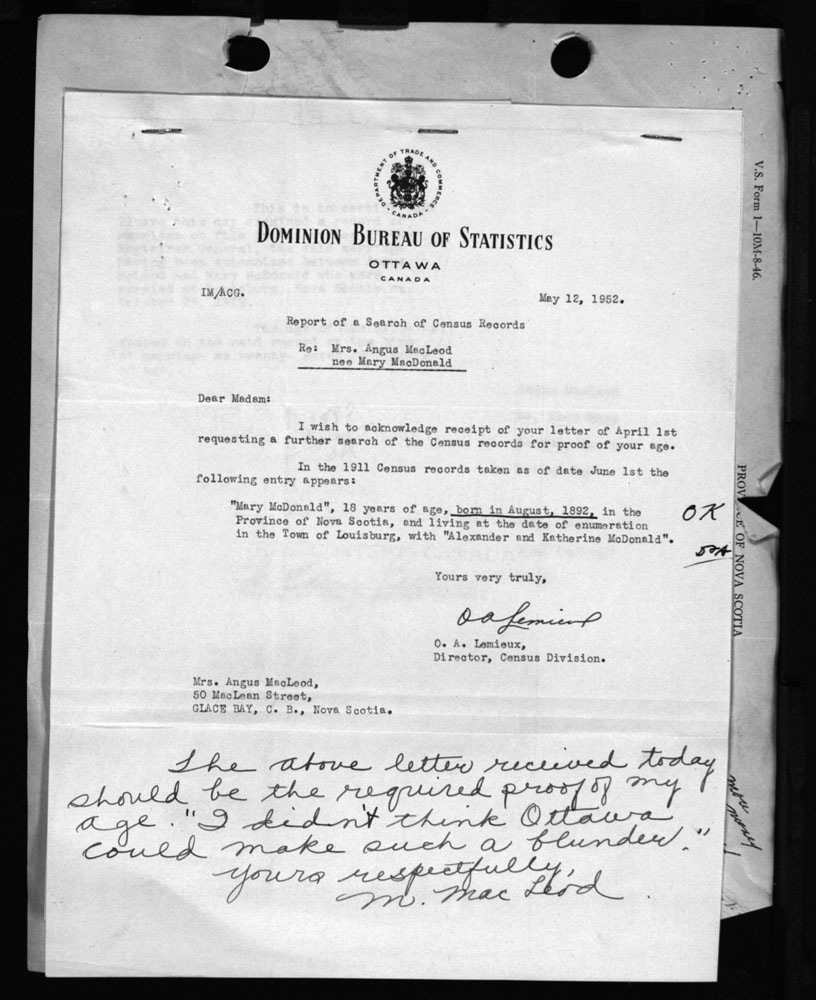 DEPARTMENT OF TRADE AND COMMERCE
CANADA
DOMINION BUREAU OF STATISTICS
OTTAWA
CANADA
IM/ACG.
May 12, 1952.
Report of a Search of Census Records
Re: Mrs. Angus MacLeod
nee Mary MacDonald
Dear Madam:
I wish to acknowledge receipt of your letter of April 1st
requesting a further search of the Census records for proof of your age.
In the 1911 Census records taken as of date June 1st the
following entry appears:
"Mary McDonald", 18 years of age, born in August, 1892, in the
Province of Nova Scotia, and living at the date of enumeration
in the Town of Louisburg, with "Alexander and Katherine McDonald".
OK
Yours very truly,
O A Lemieux
O. A. Lemieux,
Director, Census Division.
Mrs. Angus MacLeod,
50 MacLean Street,
GLACE BAY, C. B., Nova Scotia.
The above letter received today
should be the required proof of my
age. "I didn't think Ottawa
could make such a blunder."
Yours respectfully,
M. Mac Leod.
V.S. Form 1—10M-8-46.
OF NOVA SCOTIA